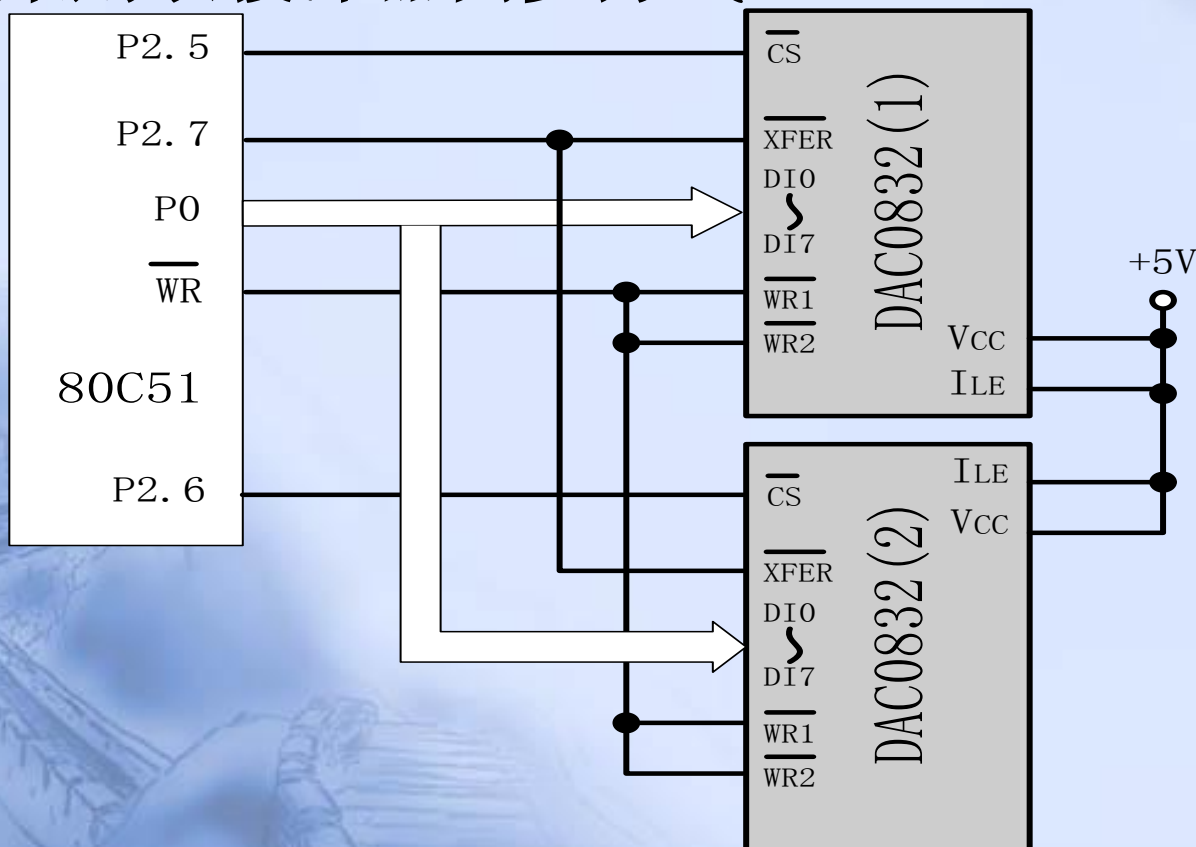 P2.5
P2.7
P0
WR
80C51
P2.6
CS
XFER
DI0
DI7
WR1
WR2
DAC0832(1)
VCC
ILE
+5V
CS
XFER
DI0
DI7
WR1
WR2
DAC0832(2)
ILE
VCC